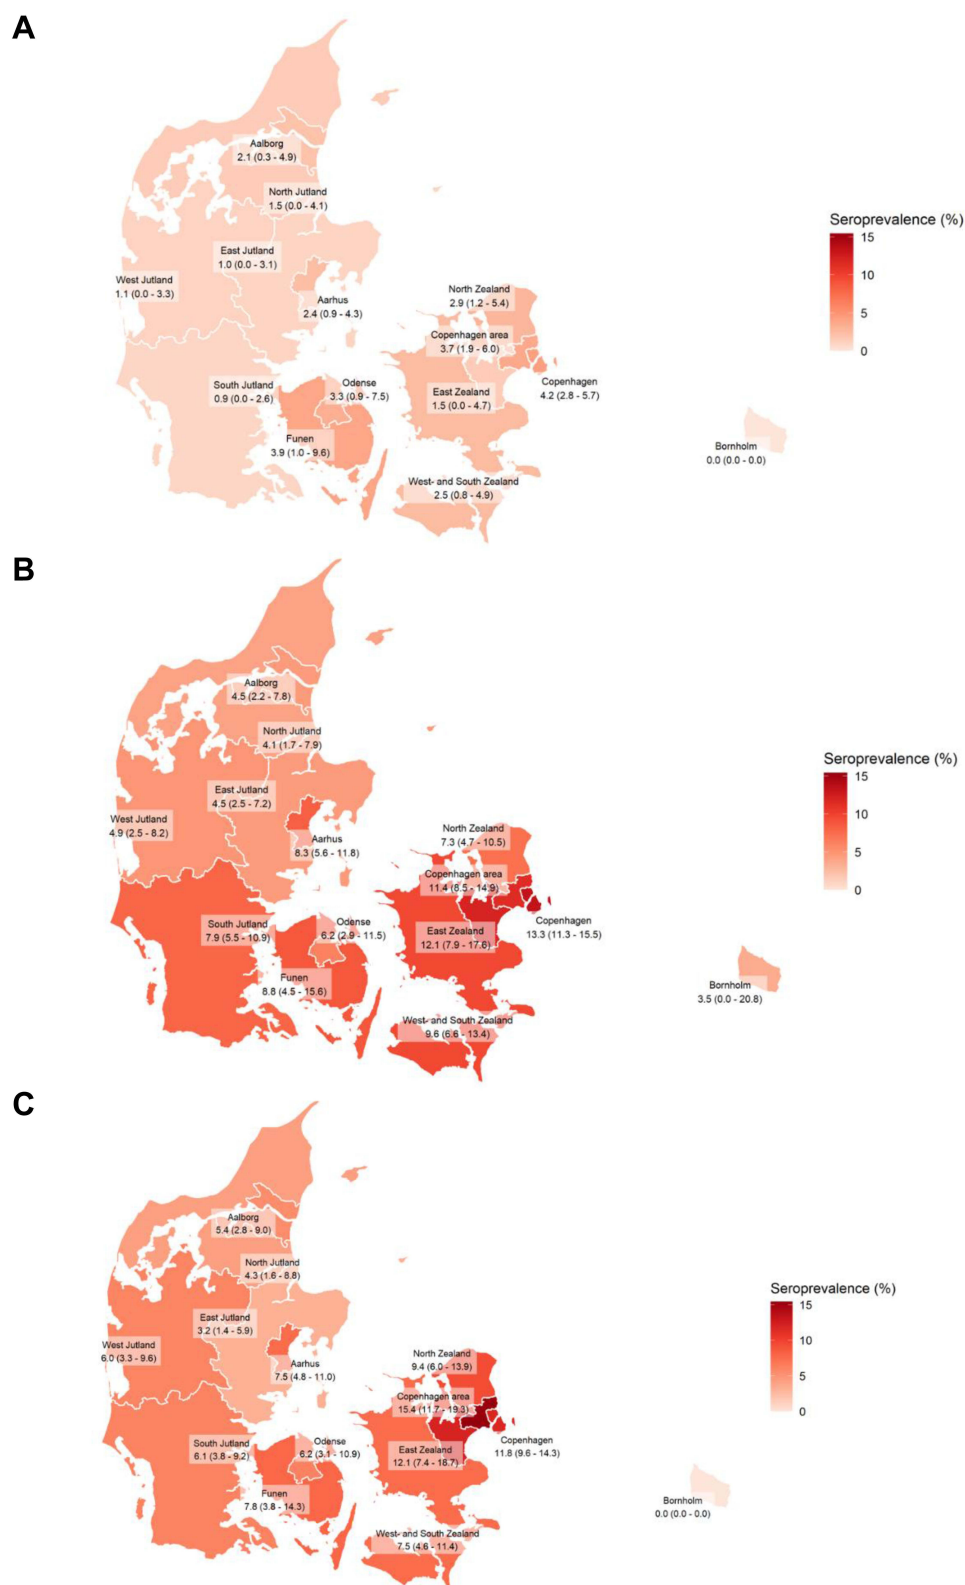 A
Aalborg
2.1 (0.3 - 4.9)
North Jutland
1.5 (0.0 - 4.1)
East Jutland
1.0 (0.0 - 3.1)
West Jutland
1.1 (0.0 - 3.3)
Aarhus
2.4 (0.9 - 4.3)
North Zealand
2.9 (1.2 - 5.4)
Copenhagen area
3.7 (1.9 - 6.0)
South Jutland
0.9 (0.0 - 2.6)
Odense
3.3 (0.9 - 7.5)
East Zealand
1.5 (0.0 - 4.7)
Copenhagen
4.2 (2.8 - 5.7)
Funen
3.9 (1.0 - 9.6)
West- and South Zealand
2.5 (0.8 - 4.9)
Bornholm
0.0 (0.0 - 0.0)
Seroprevalence (%)
15
10
5
0
B
Aalborg
4.5 (2.2 - 7.8)
North Jutland
4.1 (1.7 - 7.9)
East Jutland
4.5 (2.5 - 7.2)
West Jutland
4.9 (2.5 - 8.2)
Aarhus
8.3 (5.6 - 11.8)
North Zealand
7.3 (4.7 - 10.5)
Copenhagen area
11.4 (8.5 - 14.9)
South Jutland
7.9 (5.5 - 10.9)
Odense
6.2 (2.9 - 11.5)
East Zealand
12.1 (7.9 - 17.6)
Copenhagen
13.3 (11.3 - 15.5)
Funen
8.8 (4.5 - 15.6)
West- and South Zealand
9.6 (6.6 - 13.4)
Bornholm
3.5 (0.0 - 20.8)
Seroprevalence (%)
15
10
5
0
C
Aalborg
5.4 (2.8 - 9.0)
North Jutland
4.3 (1.6 - 8.8)
East Jutland
3.2 (1.4 - 5.9)
West Jutland
6.0 (3.3 - 9.6)
Aarhus
7.5 (4.8 - 11.0)
North Zealand
9.4 (6.0 - 13.9)
Copenhagen area
15.4 (11.7 - 19.3)
South Jutland
6.1 (3.8 - 9.2)
Odense
6.2 (3.1 - 10.9)
East Zealand
12.1 (7.4 - 18.7)
Copenhagen
11.8 (9.6 - 14.3)
Funen
7.8 (3.8 - 14.3)
West- and South Zealand
7.5 (4.6 - 11.4)
Bornholm
0.0 (0.0 - 0.0)
Seroprevalence (%)
15
10
5
0